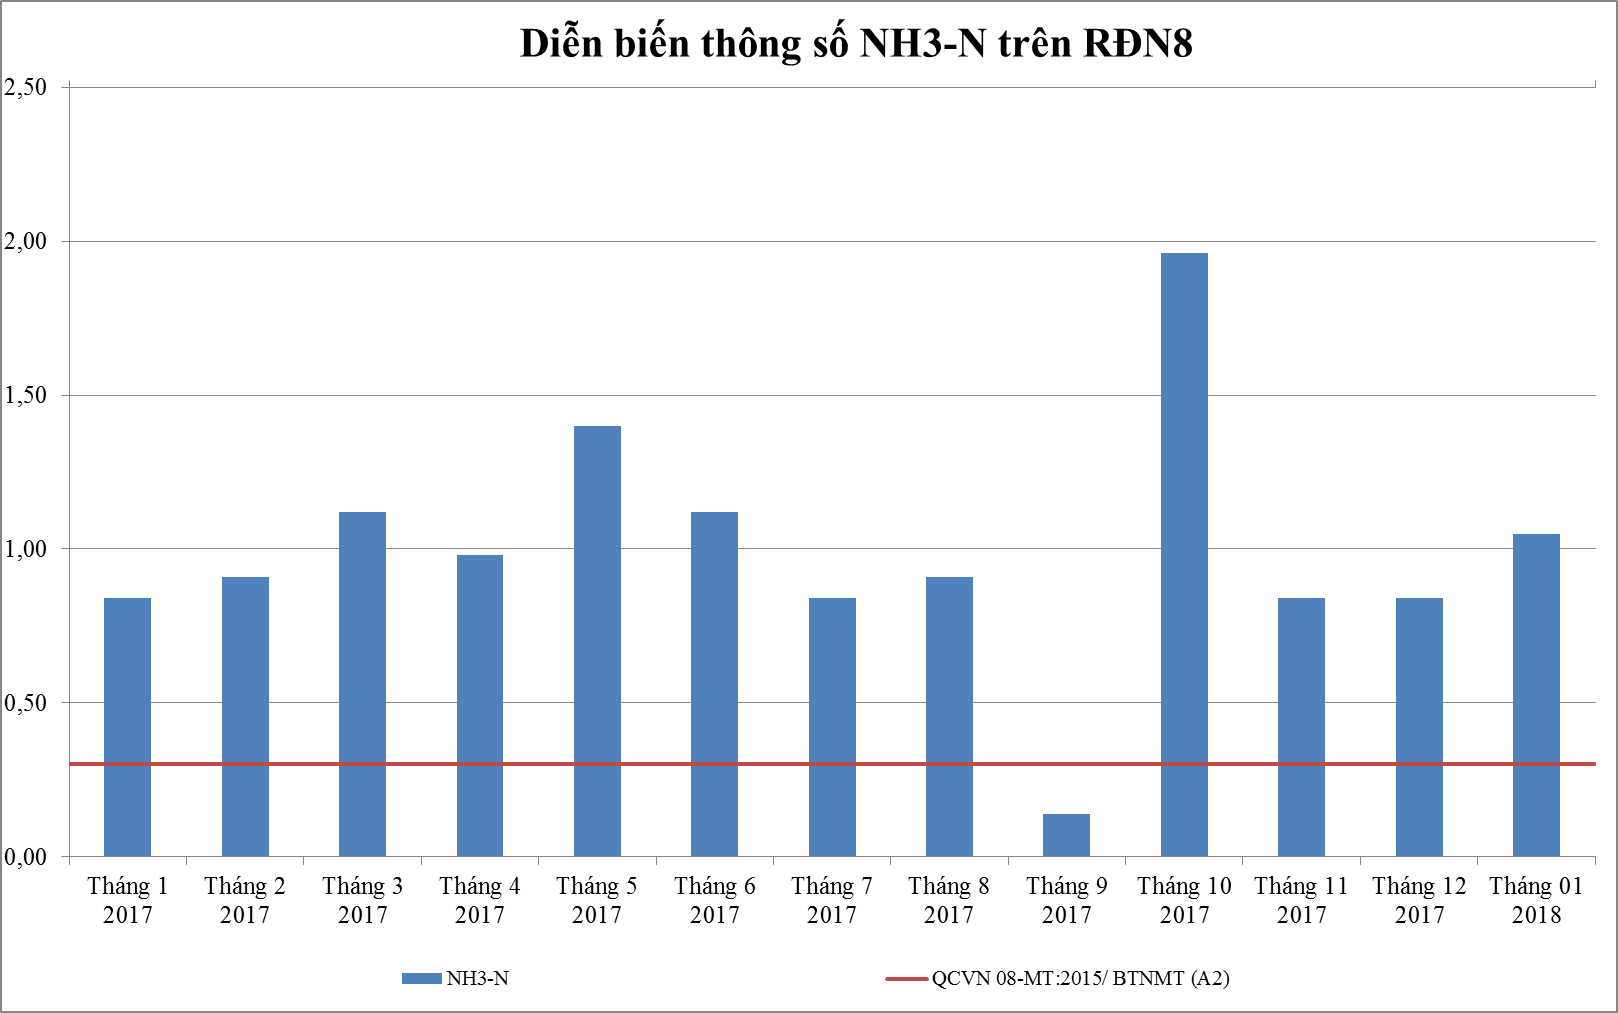 Diễn biến thông số NH3-N trên RĐN8
2,50
2,00
1,50
1,00
0,50
0,00
Tháng 1 Tháng 2 Tháng 3 Tháng 4 Tháng 5 Tháng 6 Tháng 7 Tháng 8 Tháng 9 Tháng 10 Tháng 11 Tháng 12 Tháng 01
2017 2017 2017 2017 2017 2017 2017 2017 2017 2017 2017 2017 2018
NH3-N QCVN 08-MT:2015/ BTNMT (A2)